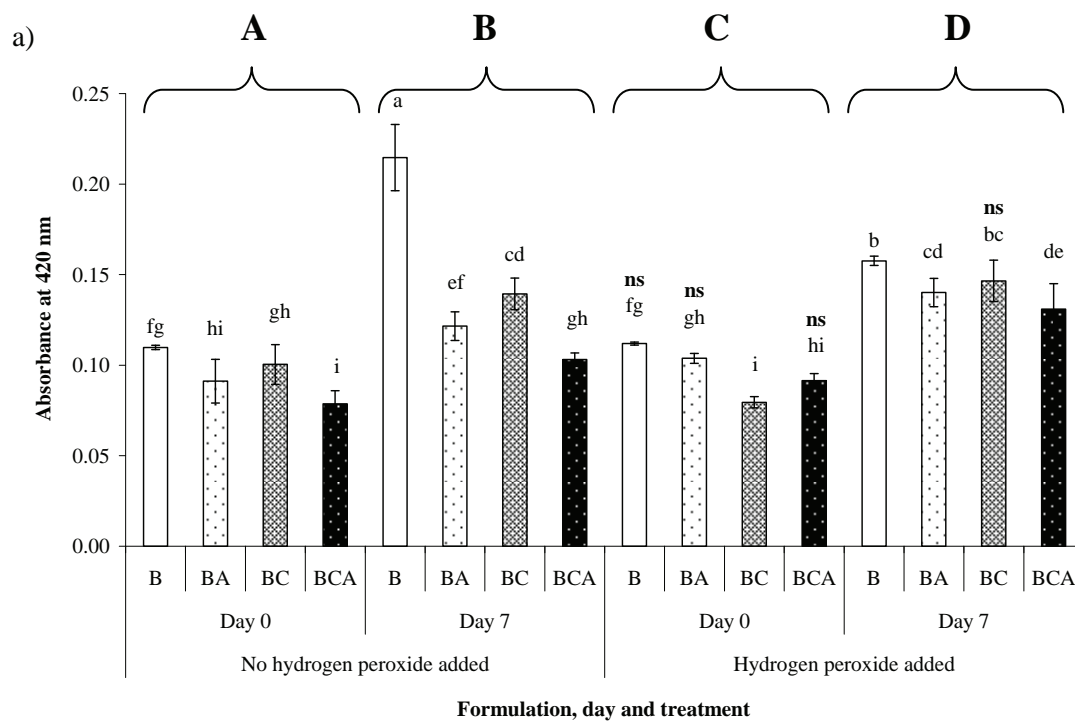 a)
A B C D
0.25
0.20
0.15
0.10
0.05
0.00
Absorbance at 420 nm
fg hi gh i
a ef cd gh
ns ns ns
fg gh i hi
ns
b cd bc de
B BA BC BCA B BA BC BCA B BA BC BCA B BA BC BCA
Day 0 Day 7 Day 0 Day 7
No hydrogen peroxide added Hydrogen peroxide added
Formulation, day and treatment